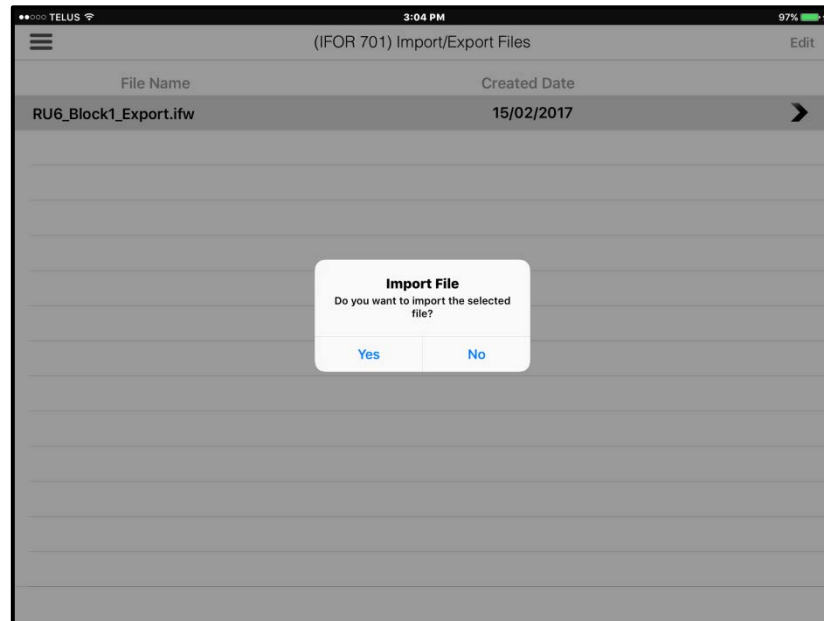 TELUS 3:04 PM 97%
(IFOR 701) Import/Export Files Edit
File Name Created Date
RU6_Block1_Export.ifw 15/02/2017
Import File
Do you want to import the selected
file?
Yes No